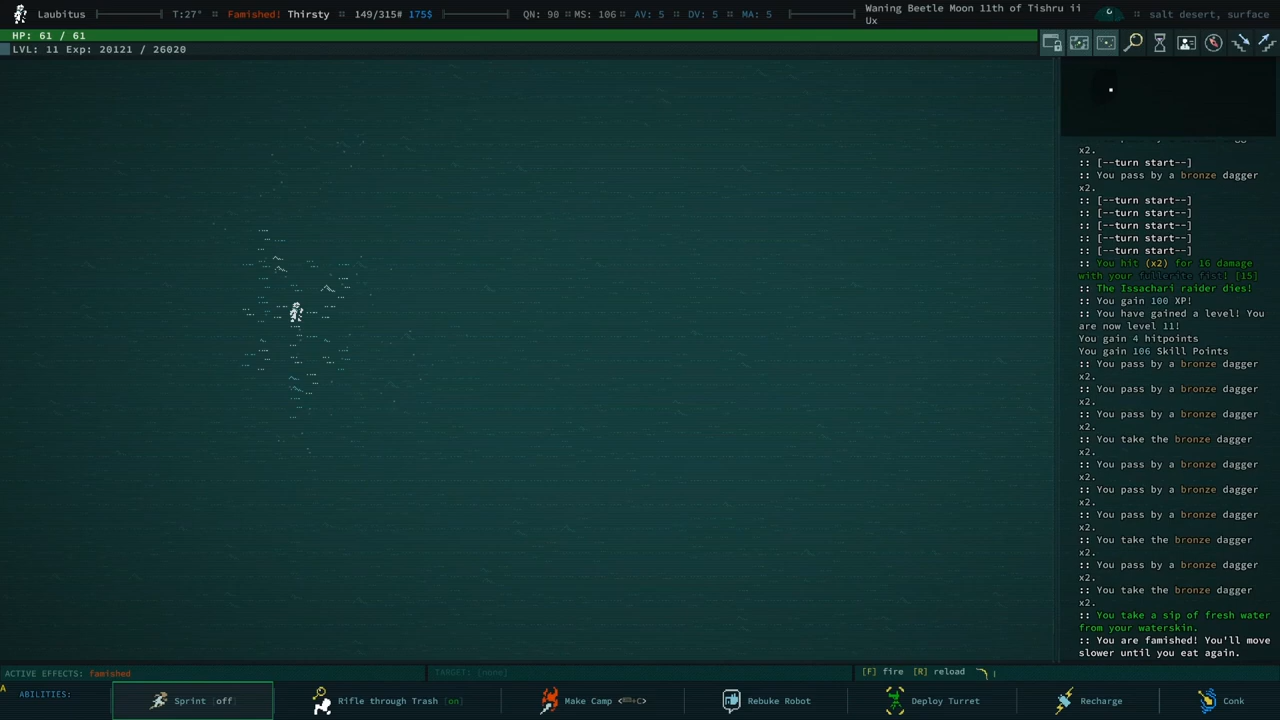 Laubitus T:27° :: Famished! Thirsty :: 149/315# 175$ QN: 90 :: MS: 106 :: AV: 5 :: DV: 5 :: MA: 5 Waning Beetle Moon 11th of Tishru ii :: salt desert, surface
Ux
HP: 61 / 61
LVL: 11 Exp: 20121 / 26020
x2.
:: [--turn start--]
:: You pass by a bronze dagger
x2.
:: [--turn start--]
:: [--turn start--]
:: [--turn start--]
:: [--turn start--]
:: [--turn start--]
:: You hit (x2) for 16 damage
with your fullerite fist! [15]
:: The Issachari raider dies!
:: You gain 100 XP!
:: You have gained a level! You
are now level 11!
:: You gain 4 hitpoints
:: You gain 106 Skill Points
:: You pass by a bronze dagger
x2.
:: You pass by a bronze dagger
x2.
:: You pass by a bronze dagger
x2.
:: You take the bronze dagger
x2.
:: You pass by a bronze dagger
x2.
:: You pass by a bronze dagger
x2.
:: You pass by a bronze dagger
x2.
:: You take the bronze dagger
x2.
:: You pass by a bronze dagger
x2.
:: You take the bronze dagger
x2.
:: You take a sip of fresh water
from your waterskin.
:: You are famished! You'll move
slower until you eat again.
ACTIVE EFFECTS: famished TARGET: [none] [F] fire [R] reload
A ABILITIES: Sprint [off] Rifle through Trash [on] Make Camp <⌫+C> Rebuke Robot Deploy Turret Recharge Conk